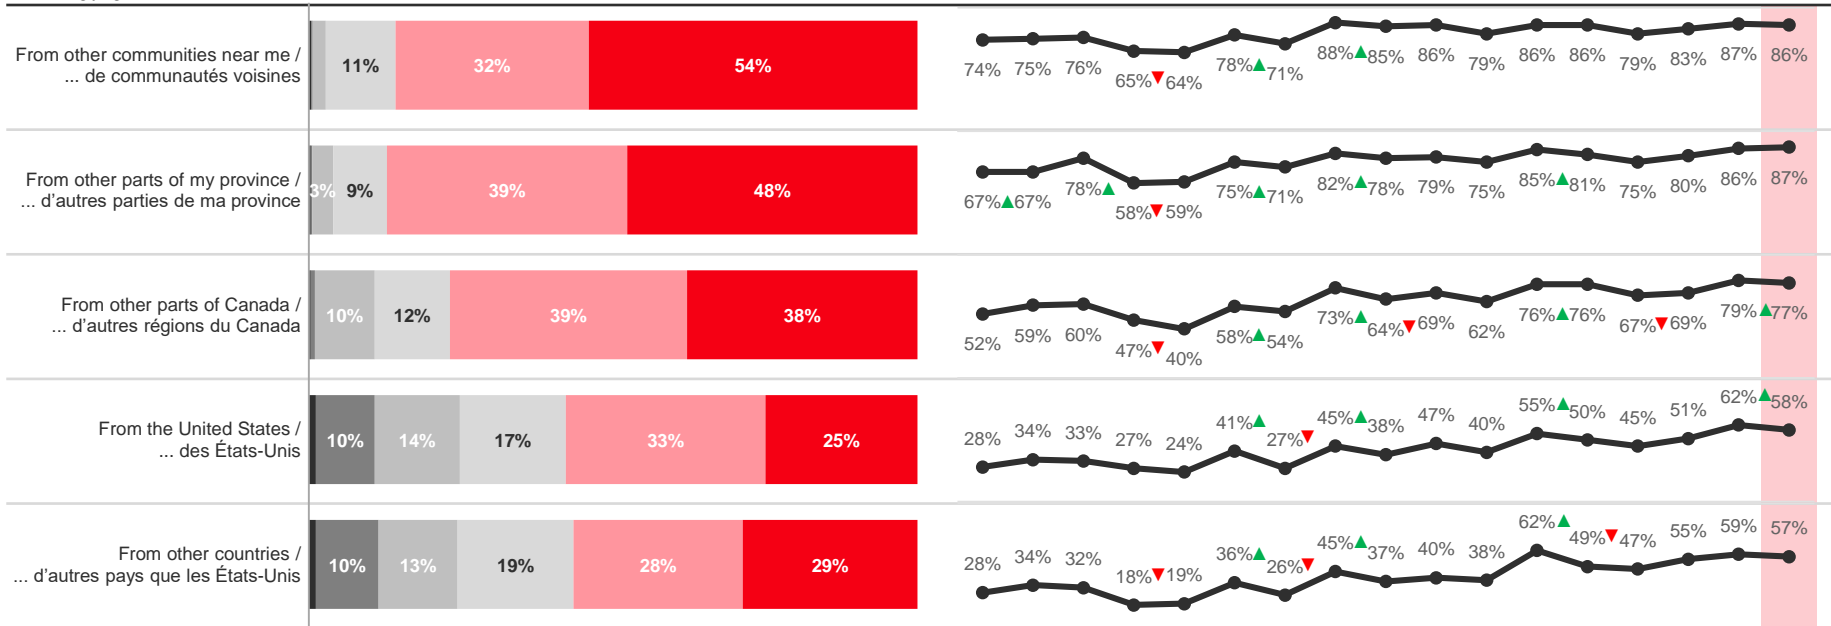 From other communities near me /
... de communautés voisines
11% 32% 54%
74% 75% 76% 65%▼64% 78%▲71% 88%▲85% 86% 79% 86% 86% 79% 83% 87% 86%
From other parts of my province /
... d'autres parties de ma province
3% 9% 39% 48%
67%▲67% 78%▲ 58%▼59% 75%▲71% 82%▲78% 79% 75% 85%▲81% 75% 80% 86% 87%
From other parts of Canada /
... d'autres régions du Canada
10% 12% 39% 38%
52% 59% 60% 47%▼40% 58%▲54% 73%▲64%▼69% 62% 76%▲76% 67%▼69% 79%▲77%
From the United States /
... des États-Unis
10% 14% 17% 33% 25%
28% 34% 33% 27% 24% 41%▲27%▼45%▲38% 47% 40% 55%▲50% 45% 51% 62%▲58%
From other countries /
... d'autres pays que les États-Unis
10% 13% 19% 28% 29%
28% 34% 32% 18%▼19% 36%▲26%▼45%▲37% 40% 38% 62%▲49%▼47% 55% 59% 57%